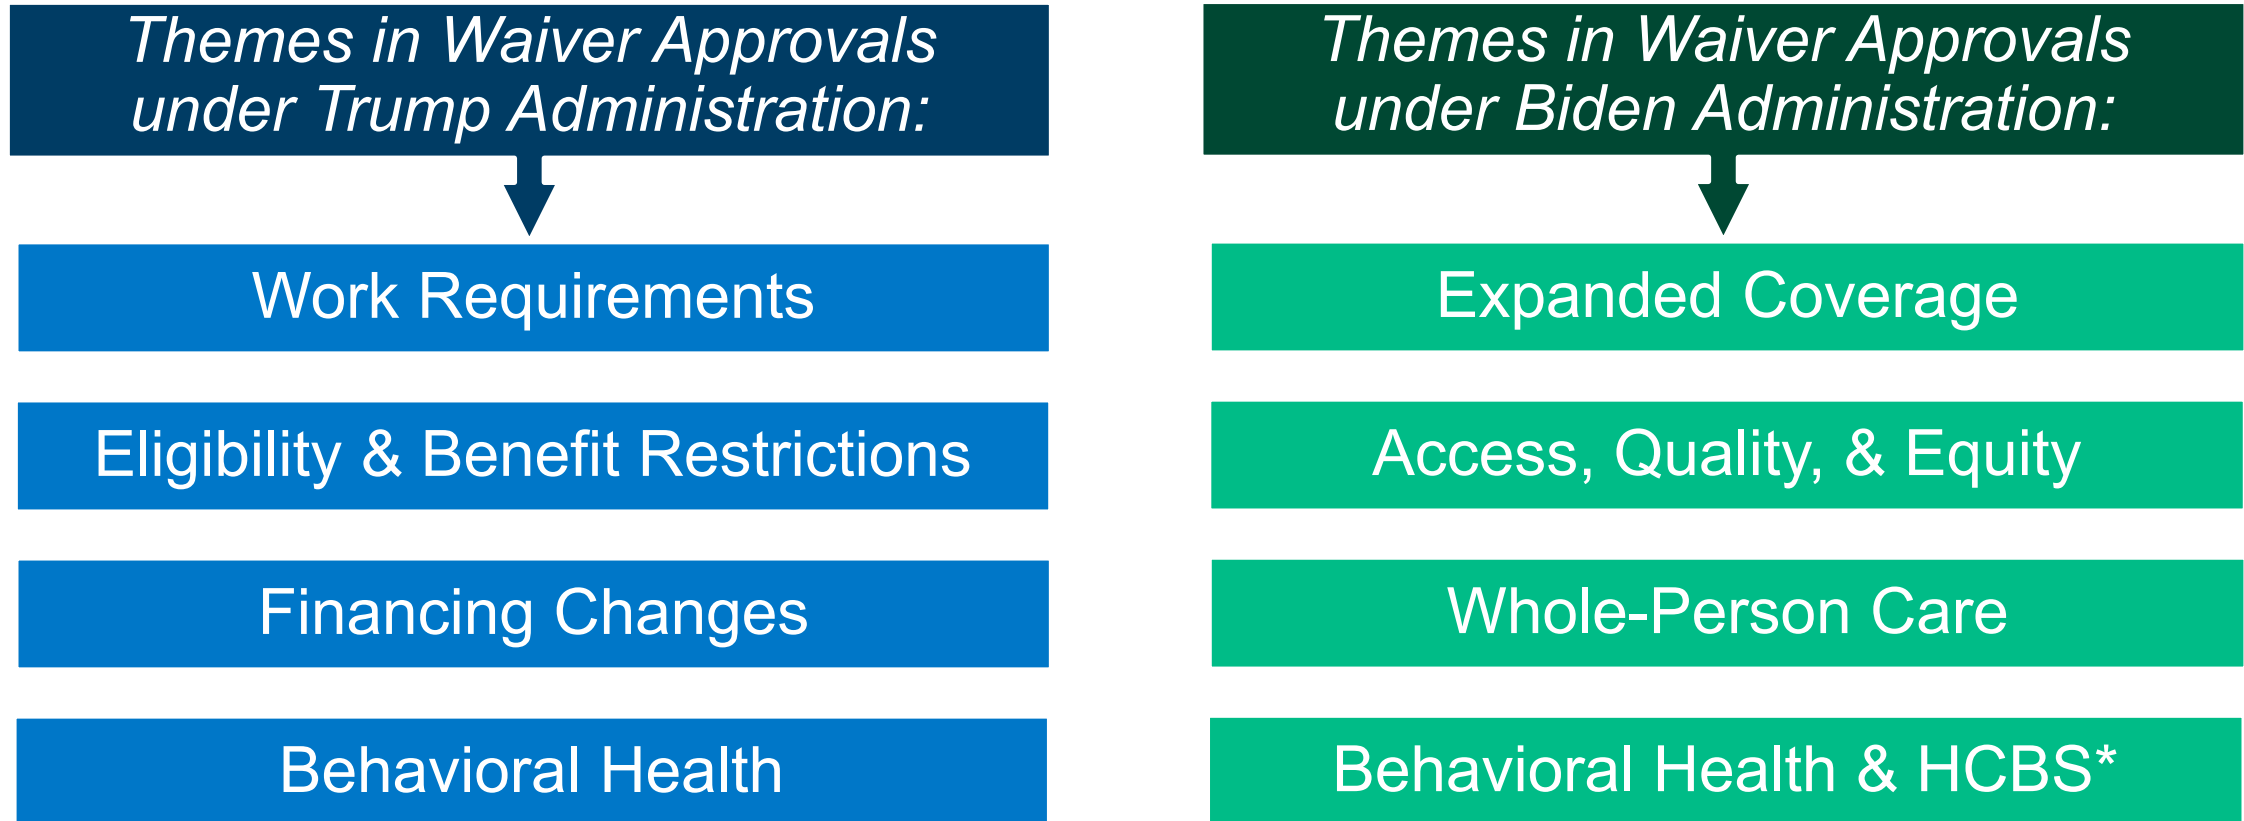 Themes in Waiver Approvals
under Trump Administration:
Work Requirements
Eligibility & Benefit Restrictions
Financing Changes
Behavioral Health
Themes in Waiver Approvals
under Biden Administration:
Expanded Coverage
Access, Quality, & Equity
Whole-Person Care
Behavioral Health & HCBS*